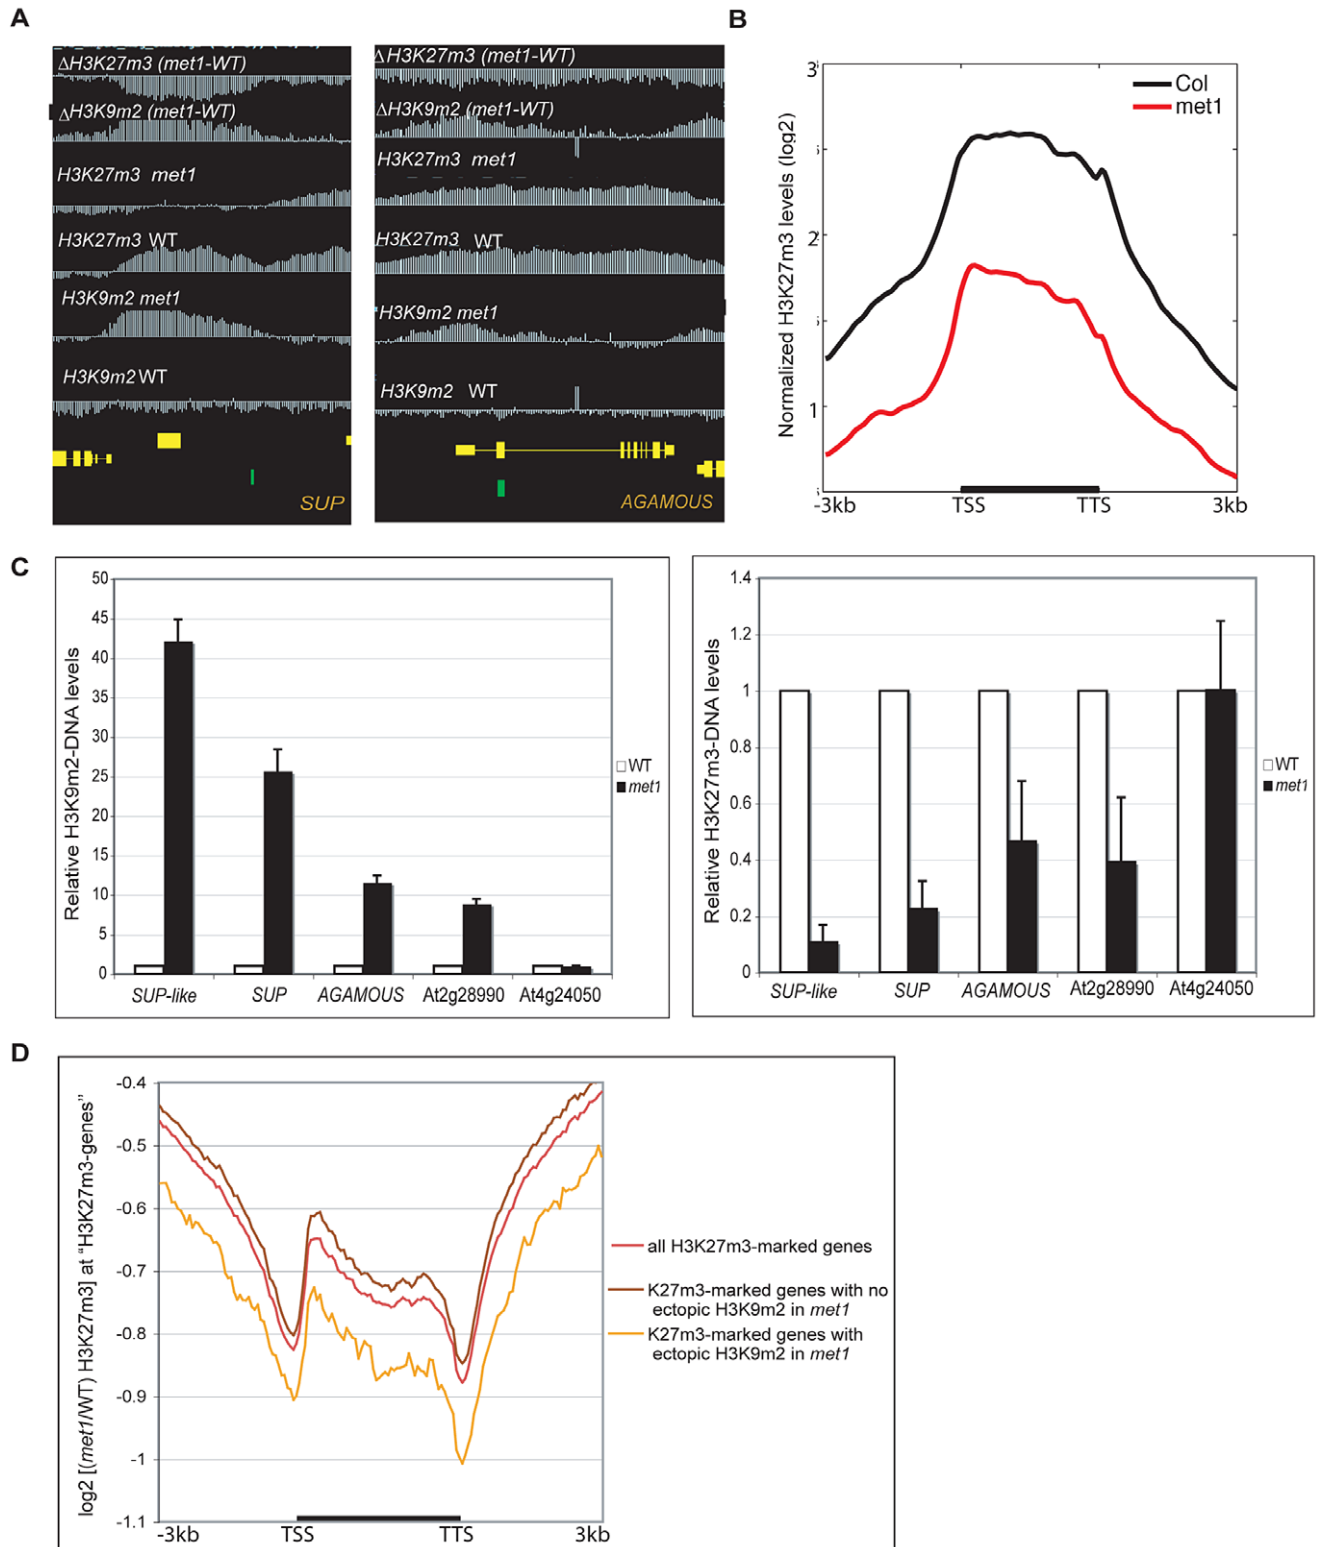 A
ΔH3K27m3 (met1-WT)
ΔH3K9m2 (met1-WT)
H3K27m3 met1
H3K27m3 WT
H3K9m2 met1
H3K9m2 WT
SUP
ΔH3K27m3 (met1-WT)
ΔH3K9m2 (met1-WT)
H3K27m3 met1
H3K27m3 WT
H3K9m2 met1
H3K9m2 WT
AGAMOUS
B
Normalized H3K27m3 levels (log2)
3
2
1
Col
met1
-3kb TSS TTS 3kb
C
Relative H3K9m2-DNA levels
50
45
40
35
30
25
20
15
10
5
0
SUP-like SUP AGAMOUS At2g28990 At4g24050
WT
met1
Relative H3K27m3-DNA levels
1.4
1.2
1
0.8
0.6
0.4
0.2
0
SUP-like SUP AGAMOUS At2g28990 At4g24050
WT
met1
D
log2 [(met1/WT) H3K27m3] at “H3K27m3-genes”
-0.4
-0.5
-0.6
-0.7
-0.8
-0.9
-1
-1.1
-3kb TSS TTS 3kb
all H3K27m3-marked genes
K27m3-marked genes with no
ectopic H3K9m2 in met1
K27m3-marked genes with
ectopic H3K9m2 in met1